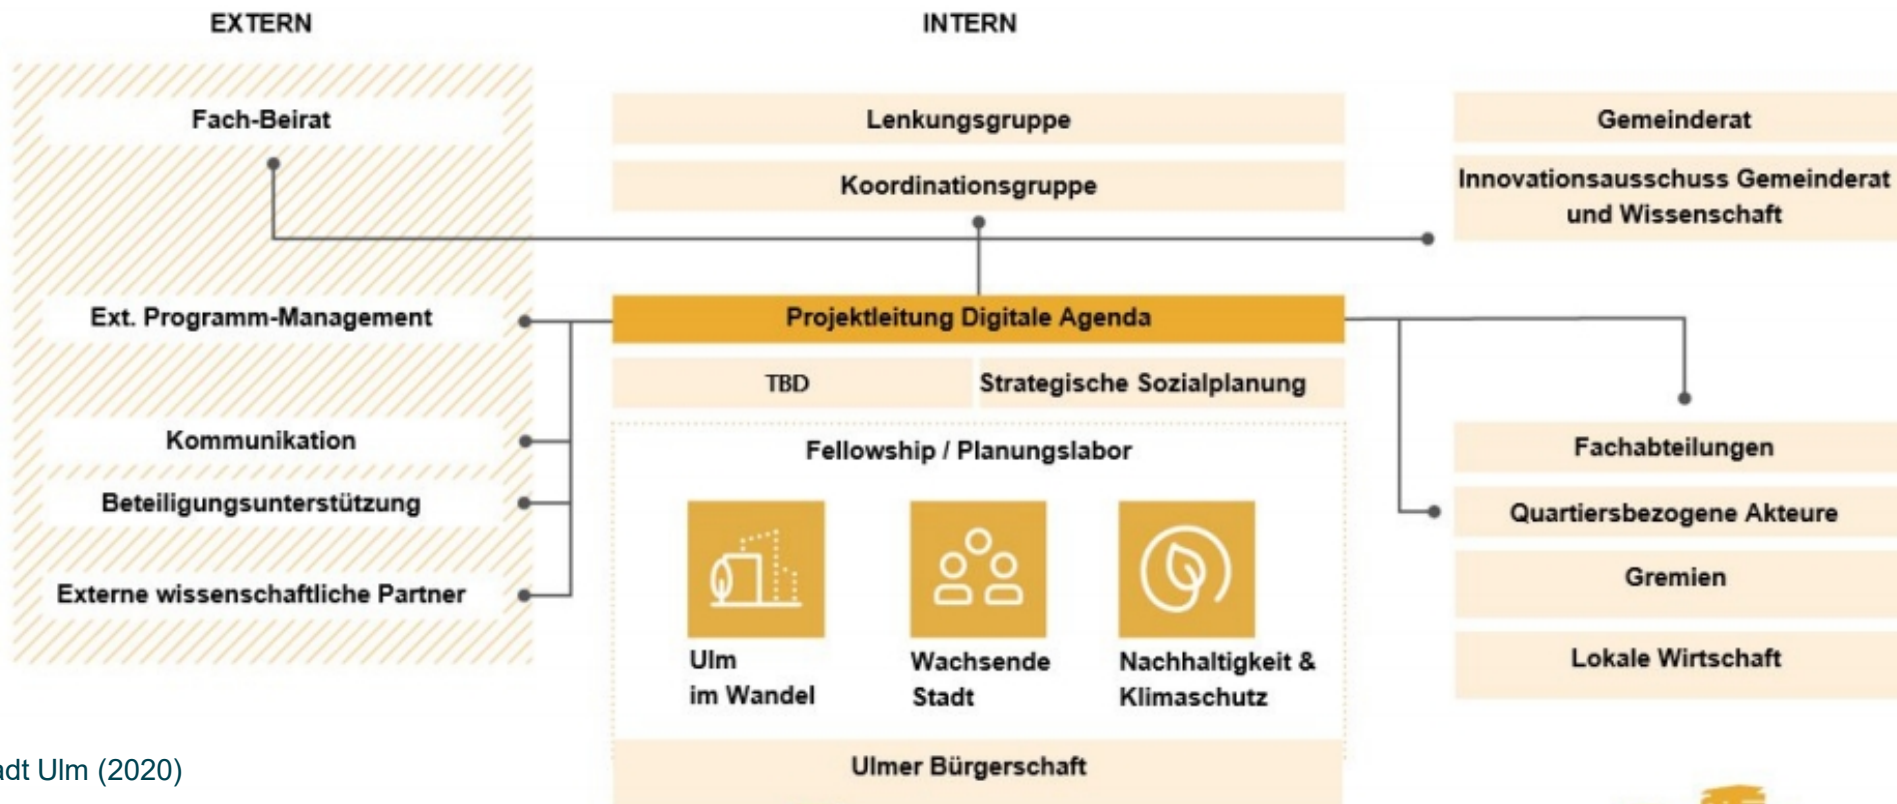 EXTERN
INTERN
Fach-Beirat
Lenkungsgruppe
Gemeinderat
Koordinationsgruppe
Innovationsausschuss Gemeinderat
und Wissenschaft
Ext. Programm-Management
Projektleitung Digitale Agenda
TBD
Strategische Sozialplanung
Kommunikation
Fellowship / Planungslabor
Fachabteilungen
Beteiligungsunterstützung
Quartiersbezogene Akteure
Externe wissenschaftliche Partner
Gremien
Ulm
im Wandel
Wachsende
Stadt
Nachhaltigkeit &
Klimaschutz
Lokale Wirtschaft
Ulmer Bürgerschaft
adt Ulm (2020)